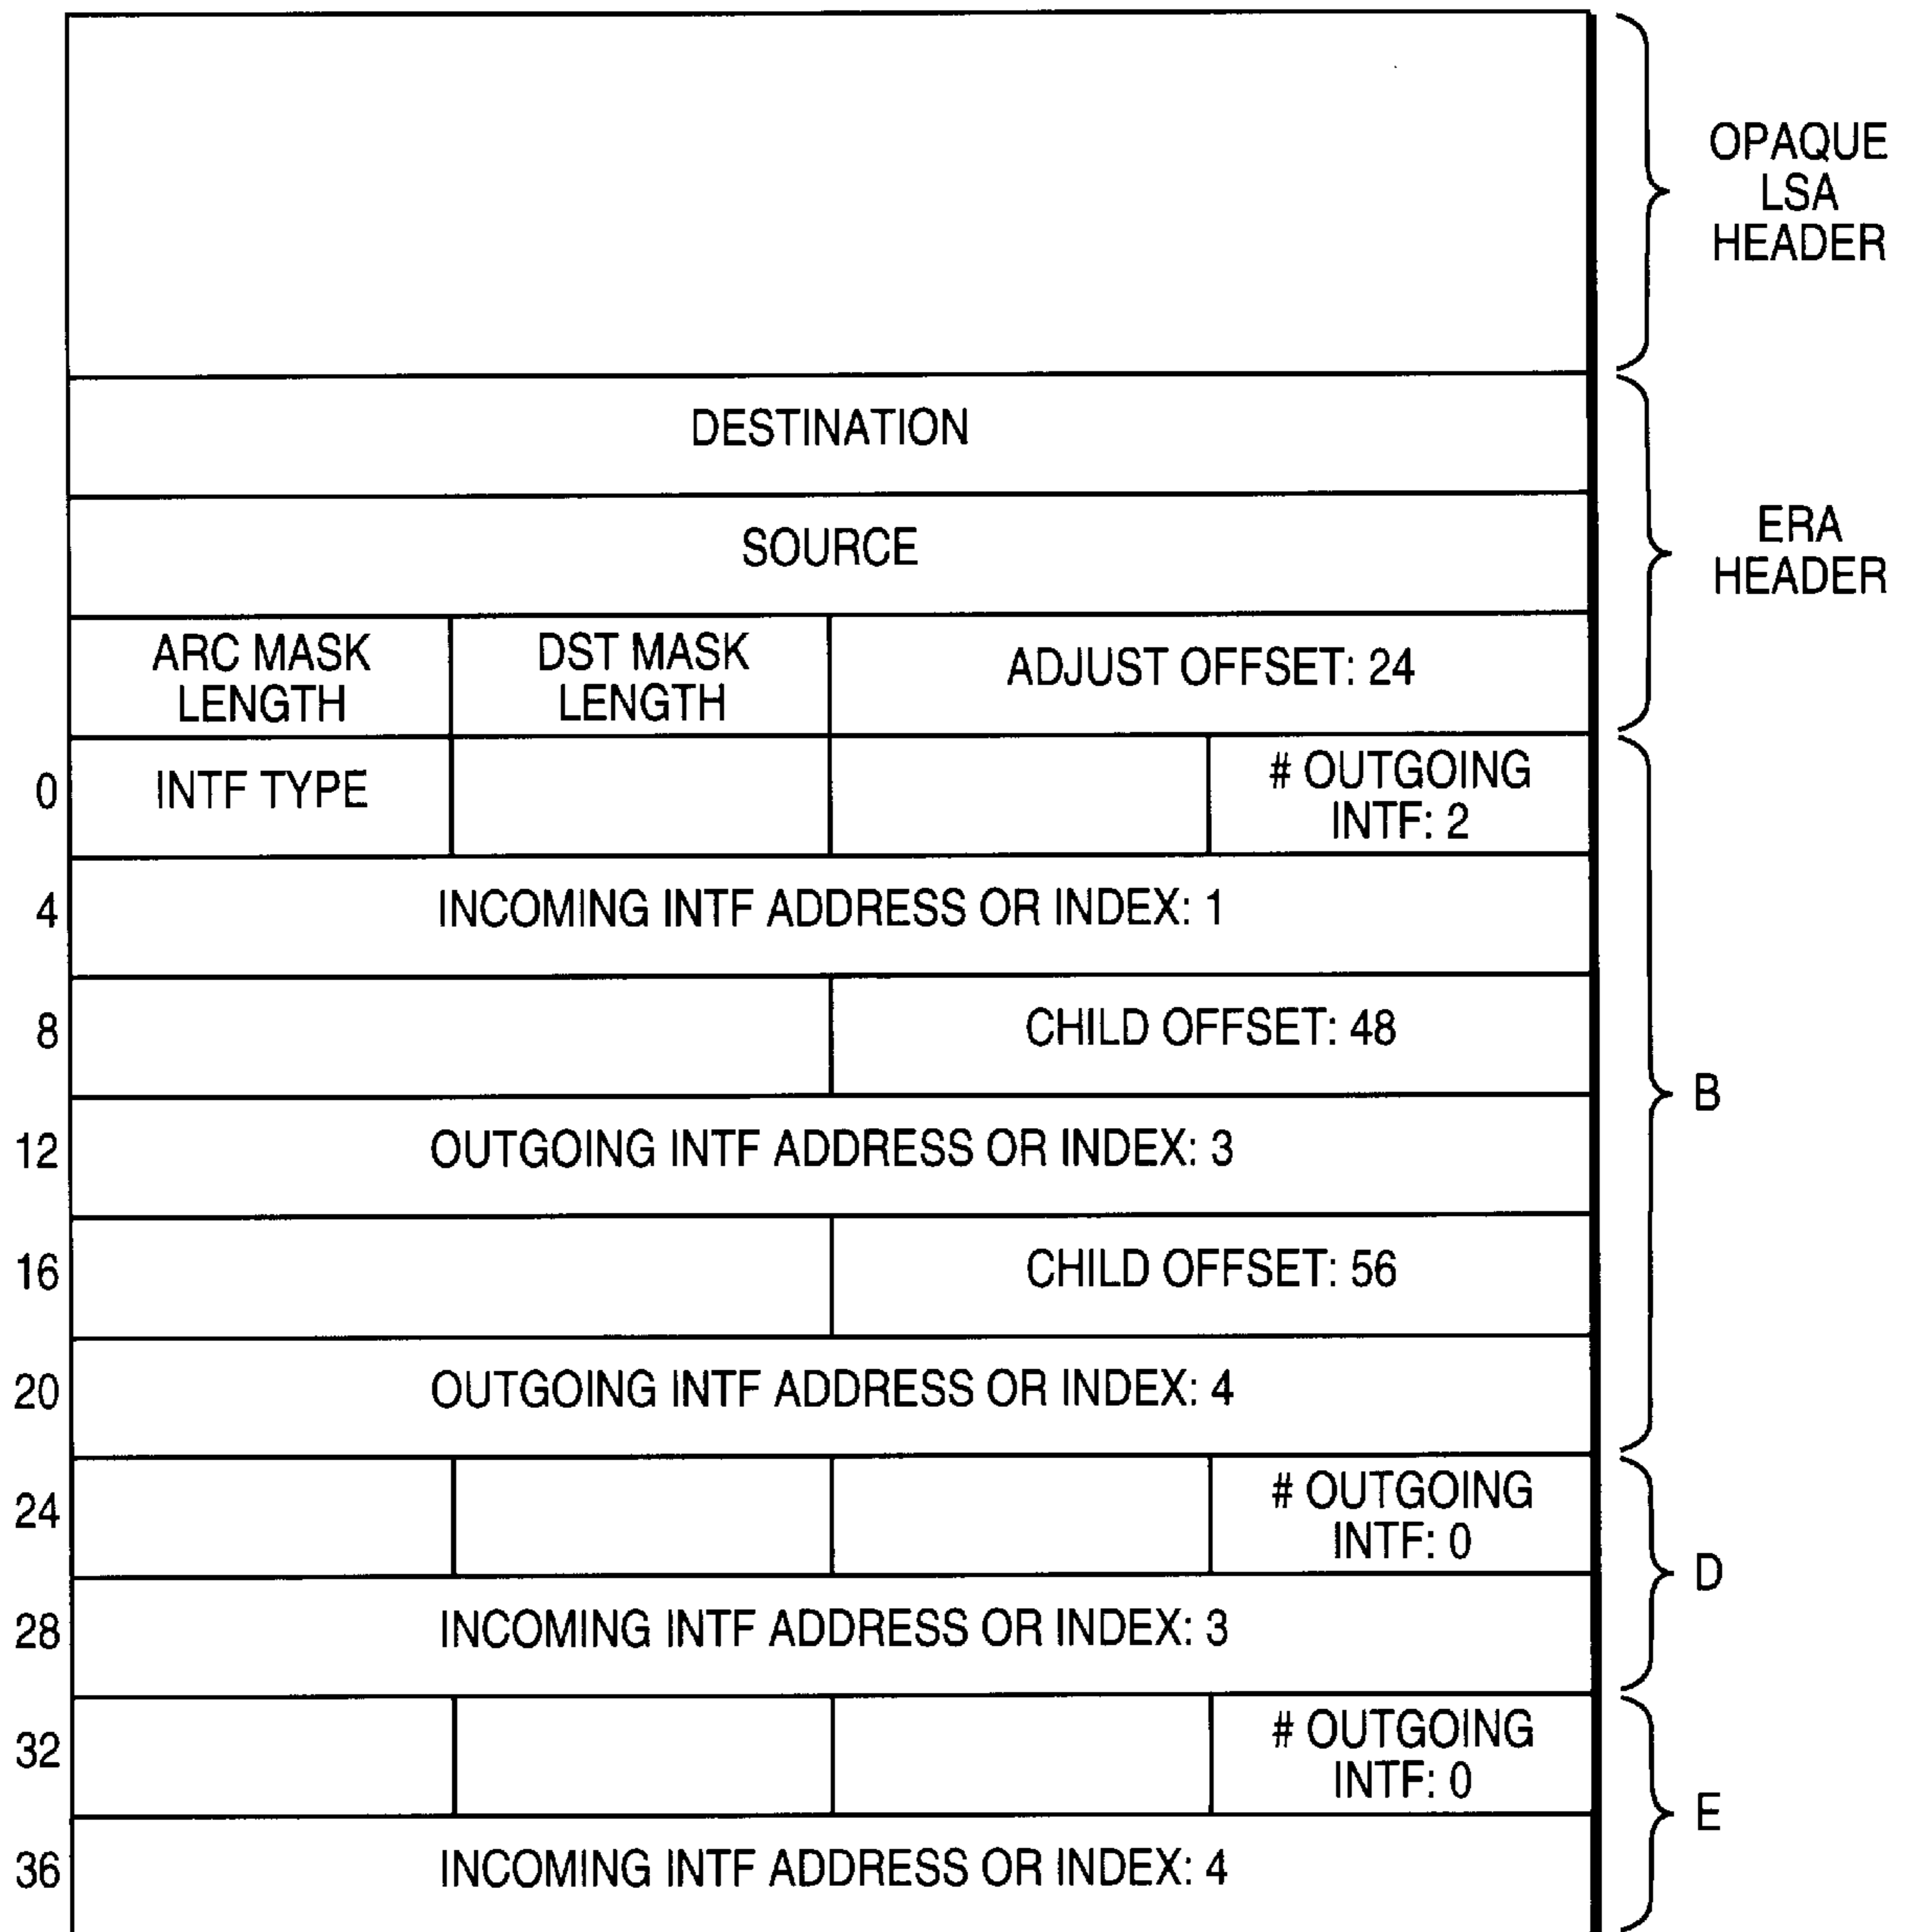 OPAQUE
LSA
HEADER
DESTINATION
SOURCE
ERA
HEADER
ARC MASK
LENGTH
DST MASK
LENGTH
ADJUST OFFSET: 24
0
INTF TYPE
# OUTGOING
INTF: 2
4
INCOMING INTF ADDRESS OR INDEX: 1
8
CHILD OFFSET: 48
B
12
OUTGOING INTF ADDRESS OR INDEX: 3
16
CHILD OFFSET: 56
20
OUTGOING INTF ADDRESS OR INDEX: 4
24
# OUTGOING
INTF: 0
D
28
INCOMING INTF ADDRESS OR INDEX: 3
32
# OUTGOING
INTF: 0
E
36
INCOMING INTF ADDRESS OR INDEX: 4